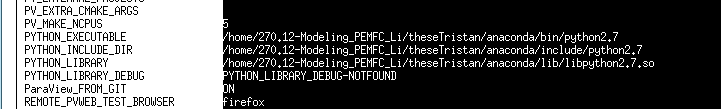 PV_EXTRA_CMAKE_ARGS
PV_MAKE_NCPUS 5
PYTHON_EXECUTABLE /home/270.12-Modeling_PEMFC_Li/theseTristan/anaconda/bin/python2.7
PYTHON_INCLUDE_DIR /home/270.12-Modeling_PEMFC_Li/theseTristan/anaconda/include/python2.7
PYTHON_LIBRARY /home/270.12-Modeling_PEMFC_Li/theseTristan/anaconda/lib/libpython2.7.so
PYTHON_LIBRARY_DEBUG PYTHON_LIBRARY_DEBUG-NOTFOUND
ParaView_FROM_GIT ON
REMOTE_PVWEB_TEST_BROWSER firefox